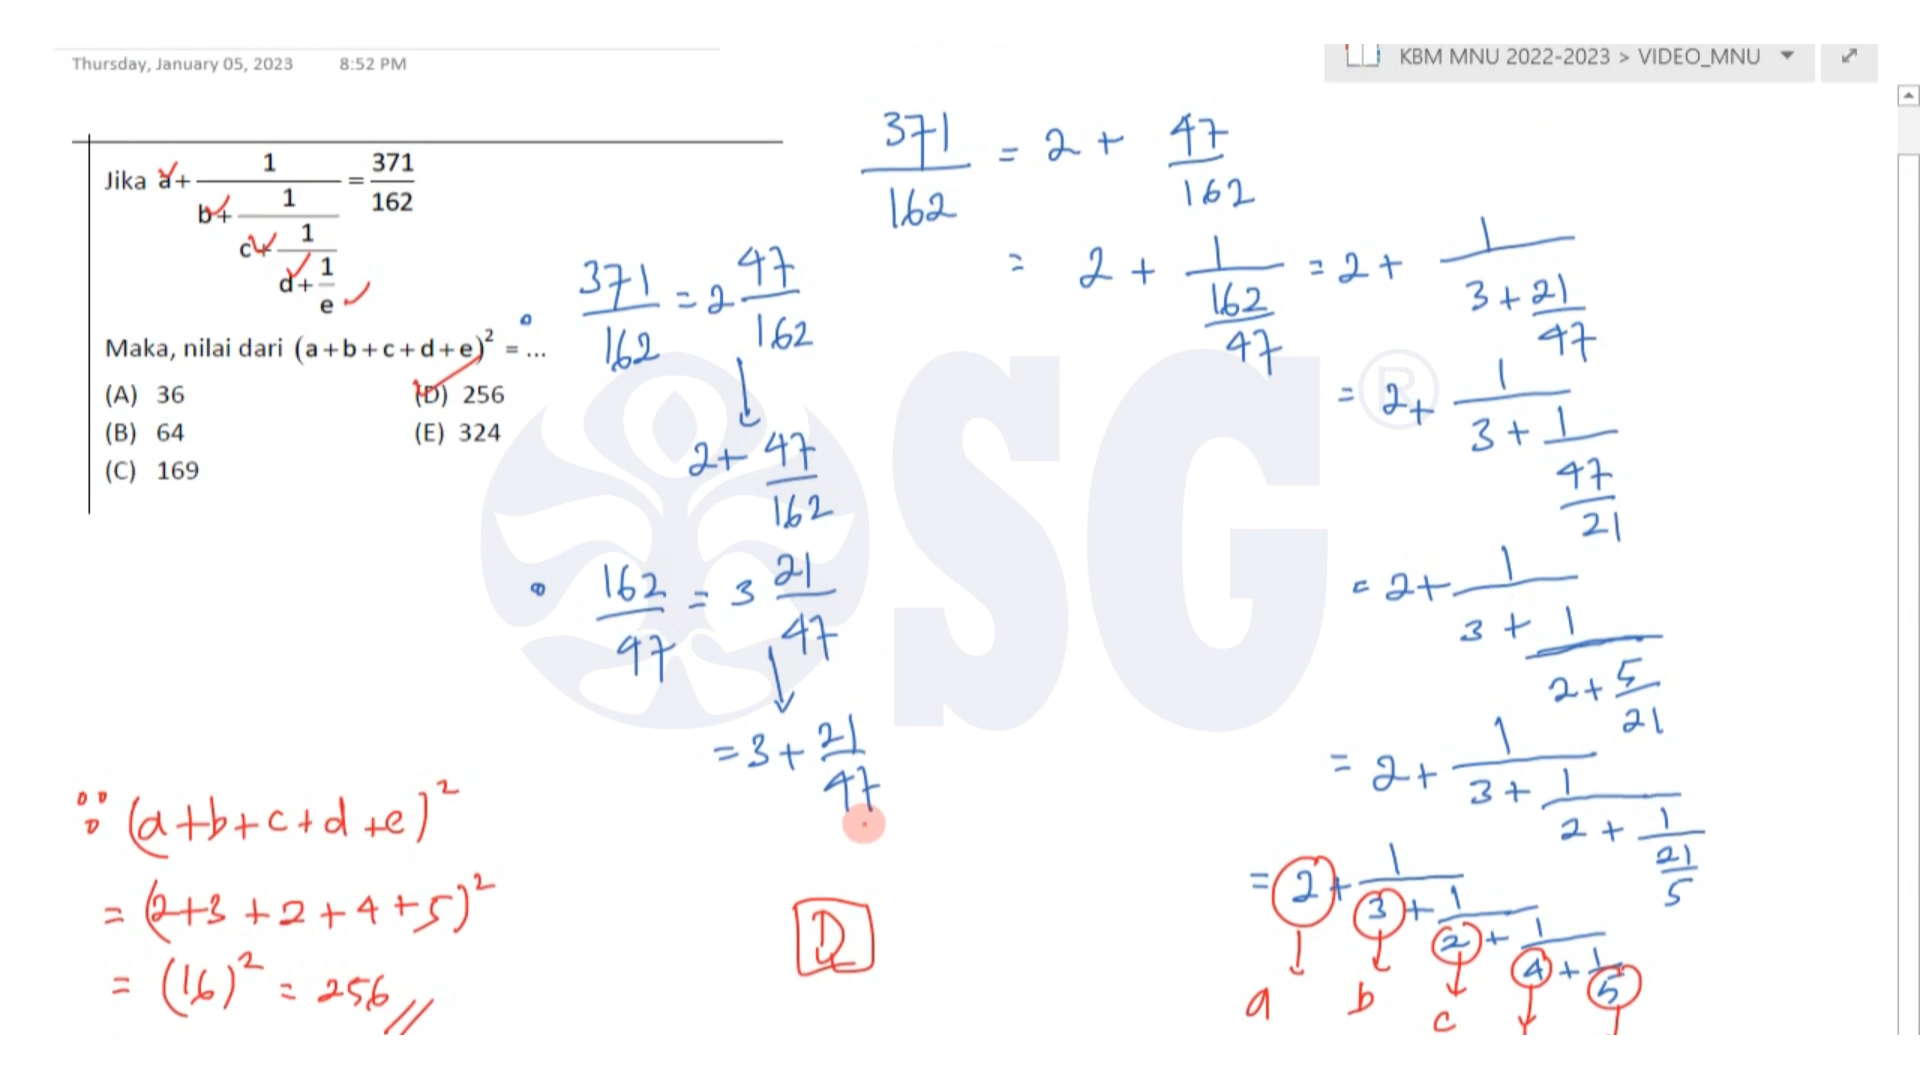 Thursday, January 05, 2023 8:52 PM
KBM MNU 2022-2023 > VIDEO_MNU
Jika a + 1/(b + 1/(c + 1/(d + 1/e))) = 371/162
Maka, nilai dari (a+b+c+d+e)² = ...
(A) 36
(B) 64
(C) 169
(D) 256
(E) 324
371/162 = 2 47/162
2 + 47/162
162/47 = 3 21/47
= 3 + 21/47
371/162 = 2 + 47/162
= 2 + 1/(162/47) = 2 + 1/(3 + 21/47)
= 2 + 1/(3 + 1/(47/21))
= 2 + 1/(3 + 1/(2 + 5/21))
= 2 + 1/(3 + 1/(2 + 1/(21/5)))
= 2 + 1/(3 + 1/(2 + 1/(4 + 1/5)))
a b c
(a+b+c+d+e)²
= (2+3+2+4+5)²
= (16)² = 256 //
D
SG®